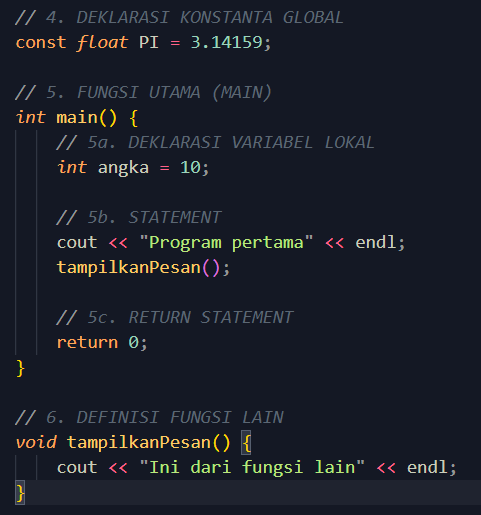 // 4. DEKLARASI KONSTANTA GLOBAL
const float PI = 3.14159;
// 5. FUNGSI UTAMA (MAIN)
int main() {
// 5a. DEKLARASI VARIABEL LOKAL
int angka = 10;
// 5b. STATEMENT
cout << "Program pertama" << endl;
tampilkanPesan();
// 5c. RETURN STATEMENT
return 0;
}
// 6. DEFINISI FUNGSI LAIN
void tampilkanPesan() {
cout << "Ini dari fungsi lain" << endl;
}